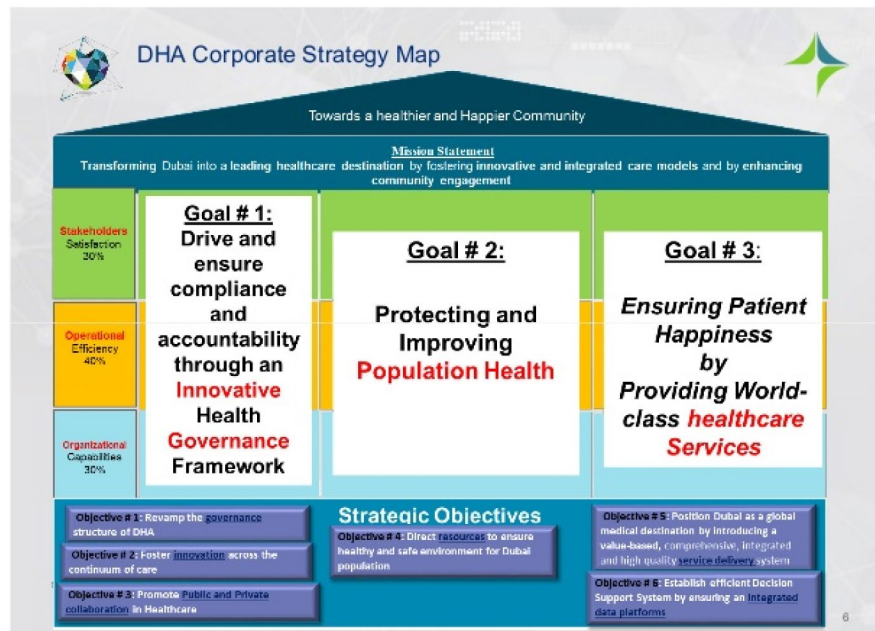 DHA Corporate Strategy Map
Towards a healthier and Happier Community
Mission Statement
Transforming Dubai into a leading healthcare destination by fostering innovative and integrated care models and by enhancing
community engagement
Stakeholders
Satisfaction
30%
Operational
Efficiency
40%
Organizational
Capabilities
30%
Goal # 1:
Drive and
ensure
compliance
and
accountability
through an
Innovative
Health
Governance
Framework
Goal # 2:
Protecting and
Improving
Population Health
Goal # 3:
Ensuring Patient
Happiness
by
Providing World-
class healthcare
Services
Strategic Objectives
Objective # 1: Revamp the governance
structure of DHA
Objective # 2: Foster innovation across the
continuum of care
Objective # 3: Promote Public and Private
collaboration in Healthcare
Objective # 4: Direct resources to ensure
healthy and safe environment for Dubai
population
Objective # 5: Position Dubai as a global
medical destination by introducing a
value-based, comprehensive, integrated
and high quality service delivery system
Objective # 6: Establish efficient Decision
Support System by ensuring an integrated
data platforms
6